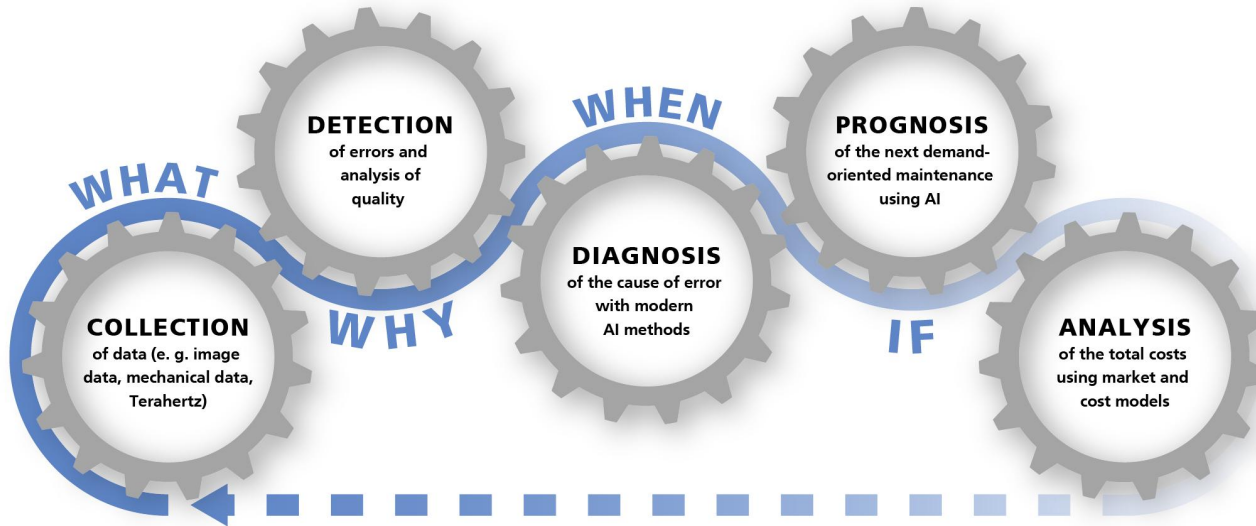 WHAT
COLLECTION
of data (e. g. image
data, mechanical data,
Terahertz)
DETECTION
of errors and
analysis of
quality
WHY
WHEN
DIAGNOSIS
of the cause of error
with modern
AI methods
PROGNOSIS
of the next demand-
oriented maintenance
using AI
IF
ANALYSIS
of the total costs
using market and
cost models